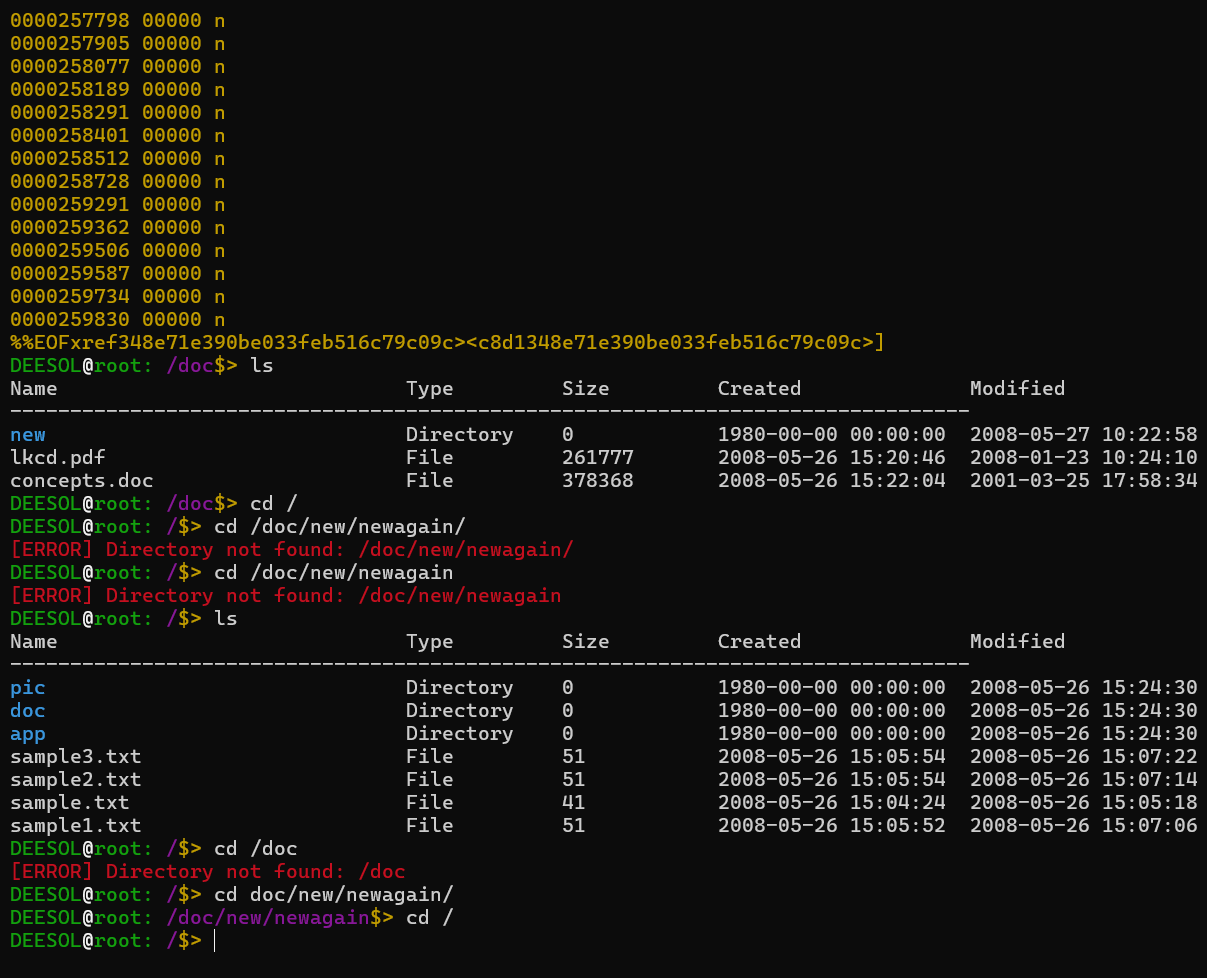 0000257798 00000 n
0000257905 00000 n
0000258077 00000 n
0000258189 00000 n
0000258291 00000 n
0000258401 00000 n
0000258512 00000 n
0000258728 00000 n
0000259291 00000 n
0000259362 00000 n
0000259506 00000 n
0000259587 00000 n
0000259734 00000 n
0000259830 00000 n
%%EOFxref348e71e390be033feb516c79c09c><c8d1348e71e390be033feb516c79c09c>]
DEESOL@root: /doc$> ls
Name Type Size Created Modified
--------------------------------------------------------------------------------
new Directory 0 1980-00-00 00:00:00 2008-05-27 10:22:58
lkcd.pdf File 261777 2008-05-26 15:20:46 2008-01-23 10:24:10
concepts.doc File 378368 2008-05-26 15:22:04 2001-03-25 17:58:34
DEESOL@root: /doc$> cd /
DEESOL@root: /$> cd /doc/new/newagain/
[ERROR] Directory not found: /doc/new/newagain/
DEESOL@root: /$> cd /doc/new/newagain
[ERROR] Directory not found: /doc/new/newagain
DEESOL@root: /$> ls
Name Type Size Created Modified
--------------------------------------------------------------------------------
pic Directory 0 1980-00-00 00:00:00 2008-05-26 15:24:30
doc Directory 0 1980-00-00 00:00:00 2008-05-26 15:24:30
app Directory 0 1980-00-00 00:00:00 2008-05-26 15:24:30
sample3.txt File 51 2008-05-26 15:05:54 2008-05-26 15:07:22
sample2.txt File 51 2008-05-26 15:05:54 2008-05-26 15:07:14
sample.txt File 41 2008-05-26 15:04:24 2008-05-26 15:05:18
sample1.txt File 51 2008-05-26 15:05:52 2008-05-26 15:07:06
DEESOL@root: /$> cd /doc
[ERROR] Directory not found: /doc
DEESOL@root: /$> cd doc/new/newagain/
DEESOL@root: /doc/new/newagain$> cd /
DEESOL@root: /$>